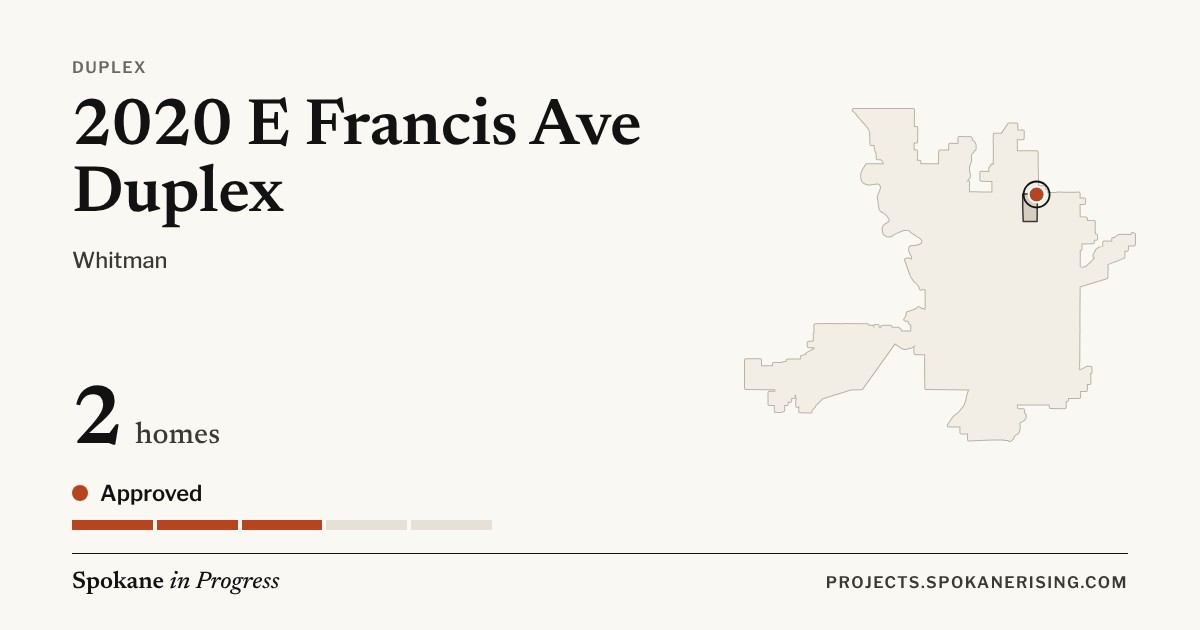 DUPLEX
2020 E Francis Ave
Duplex
Whitman
2 homes
Approved
Spokane in Progress
PROJECTS.SPOKANERISING.COM